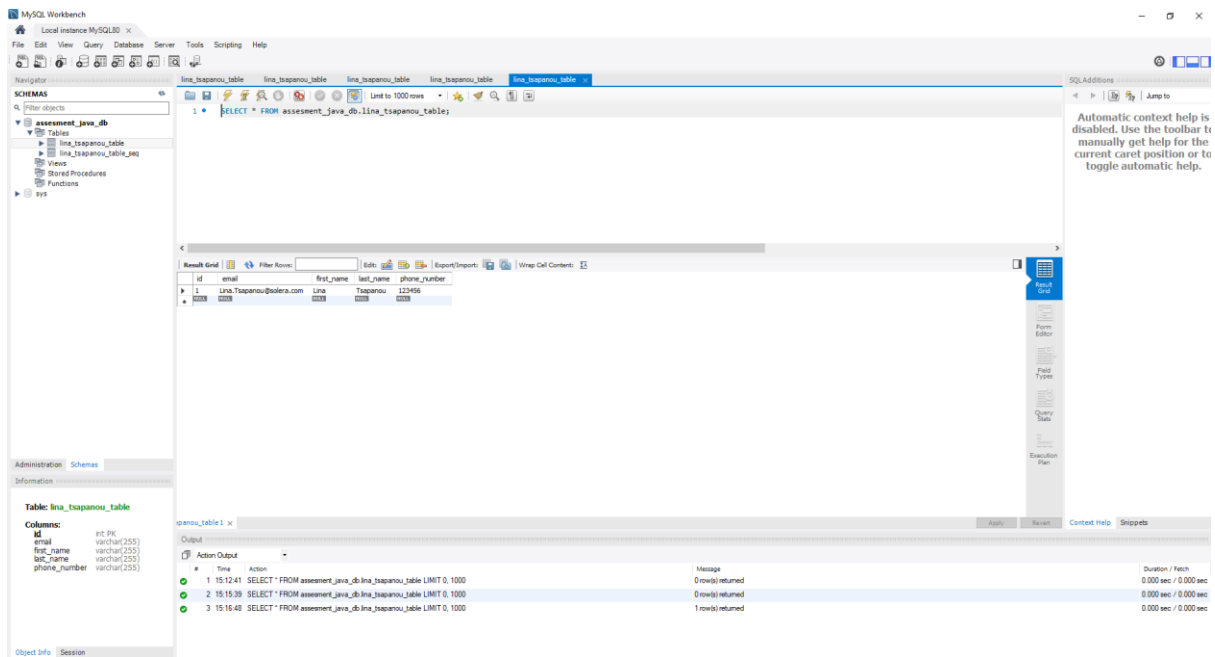 MySQL Workbench
Local instance MySQL80 ×
File Edit View Query Database Server Tools Scripting Help
Navigator
SCHEMAS
Filter objects
assesment_java_db
Tables
lina_tsapanou_table
lina_tsapanou_table_seq
Views
Stored Procedures
Functions
sys
Administration Schemas
Information
Table: lina_tsapanou_table
Columns:
id int PK
email varchar(255)
first_name varchar(255)
last_name varchar(255)
phone_number varchar(255)
Object Info Session
lina_tsapanou_table lina_tsapanou_table lina_tsapanou_table lina_tsapanou_table lina_tsapanou_table ×
Limit to 1000 rows
1 SELECT * FROM assesment_java_db.lina_tsapanou_table;
Result Grid Filter Rows: Edit: Export/Import: Wrap Cell Content:
id email first_name last_name phone_number
1 Lina.Tsapanou@solera.com Lina Tsapanou 123456
NULL NULL NULL NULL NULL
Result Grid
Form Editor
Field Types
Query Stats
Execution Plan
panou_table 1 × Apply Revert
Output
Action Output
# Time Action Message Duration / Fetch
1 15:12:41 SELECT * FROM assesment_java_db.lina_tsapanou_table LIMIT 0, 1000 0 row(s) returned 0.000 sec / 0.000 sec
2 15:15:39 SELECT * FROM assesment_java_db.lina_tsapanou_table LIMIT 0, 1000 0 row(s) returned 0.000 sec / 0.000 sec
3 15:16:48 SELECT * FROM assesment_java_db.lina_tsapanou_table LIMIT 0, 1000 1 row(s) returned 0.000 sec / 0.000 sec
SQLAdditions
Jump to
Automatic context help is
disabled. Use the toolbar to
manually get help for the
current caret position or to
toggle automatic help.
Context Help Snippets